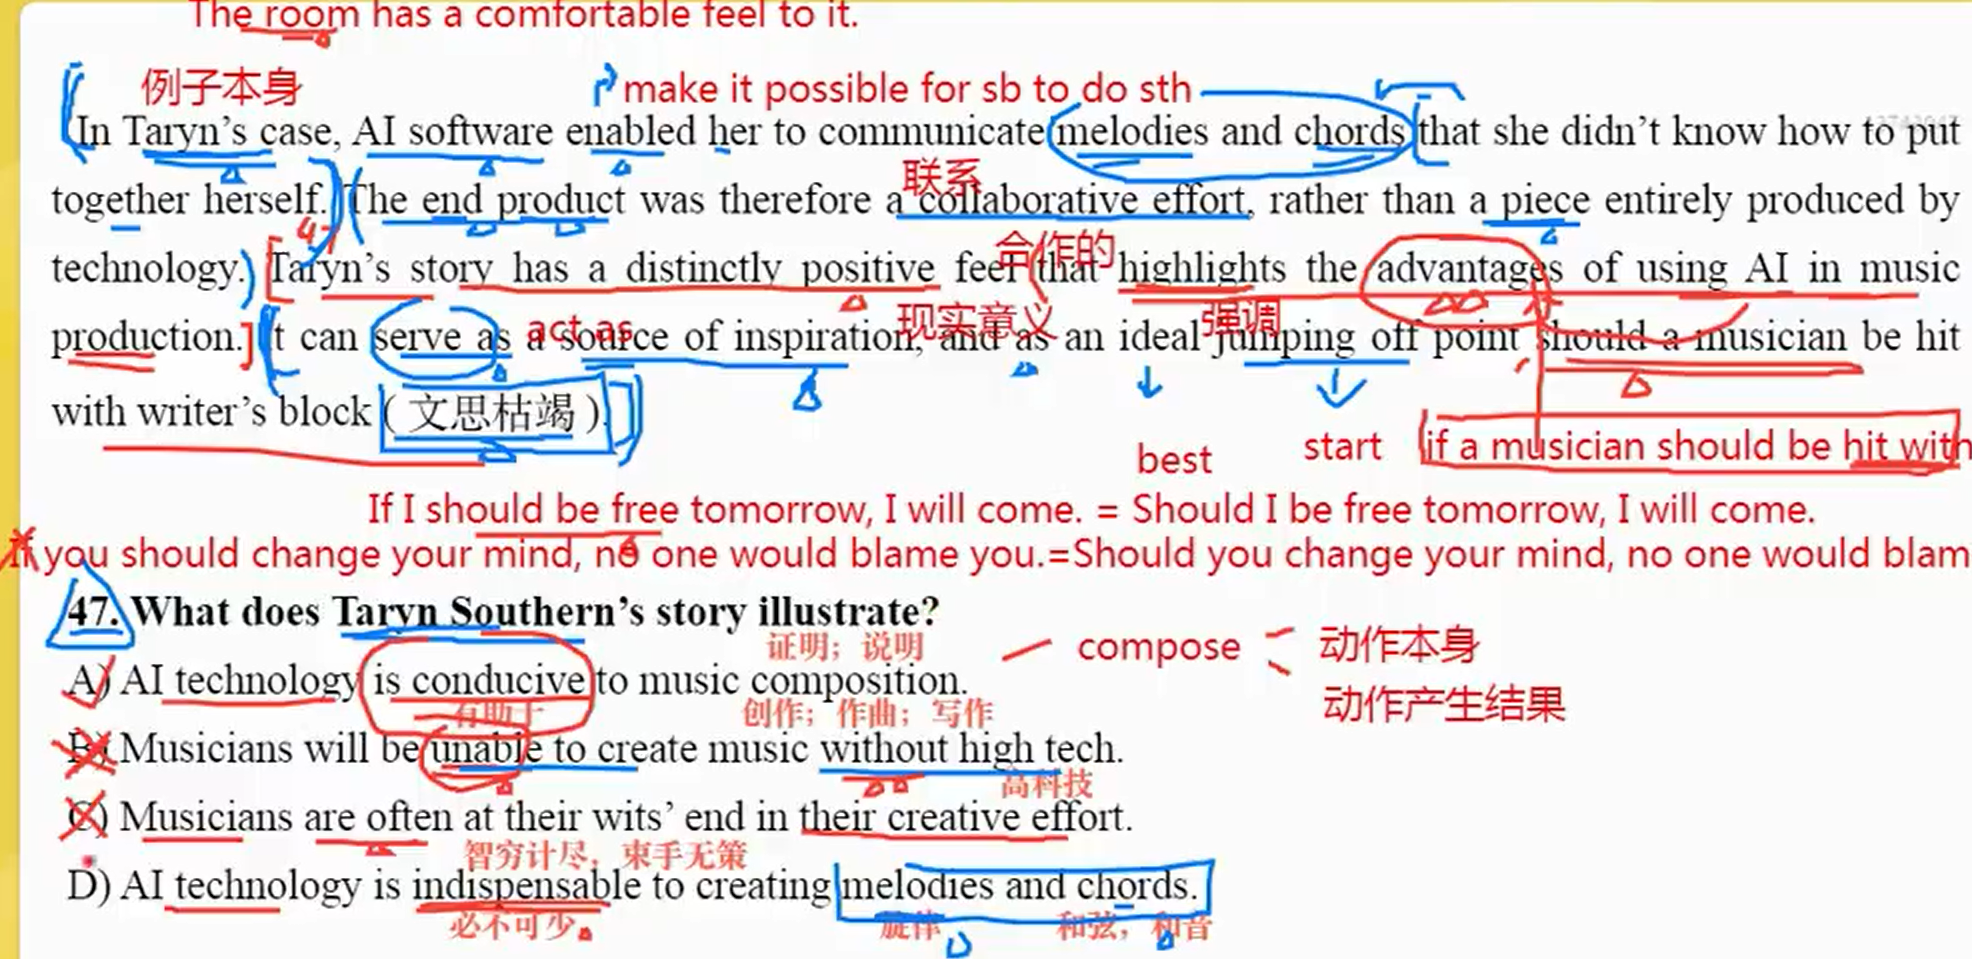 The room has a comfortable feel to it.
例子本身
make it possible for sb to do sth
In Taryn's case, AI software enabled her to communicate melodies and chords that she didn't know how to put
联系
together herself. The end product was therefore a collaborative effort, rather than a piece entirely produced by
合作的
technology. Taryn's story has a distinctly positive feel that highlights the advantages of using AI in music
act as 现实意义 强调
production. It can serve as a source of inspiration, and as an ideal jumping off point should a musician be hit
with writer's block (文思枯竭).
best start if a musician should be hit with
If I should be free tomorrow, I will come. = Should I be free tomorrow, I will come.
If you should change your mind, no one would blame you.=Should you change your mind, no one would blam
47. What does Taryn Southern's story illustrate?
证明；说明
compose 动作本身
动作产生结果
A) AI technology is conducive to music composition.
有助于 创作；作曲；写作
B) Musicians will be unable to create music without high tech.
高科技
C) Musicians are often at their wits' end in their creative effort.
智穷计尽，束手无策
D) AI technology is indispensable to creating melodies and chords.
必不可少 旋律 和弦，和音